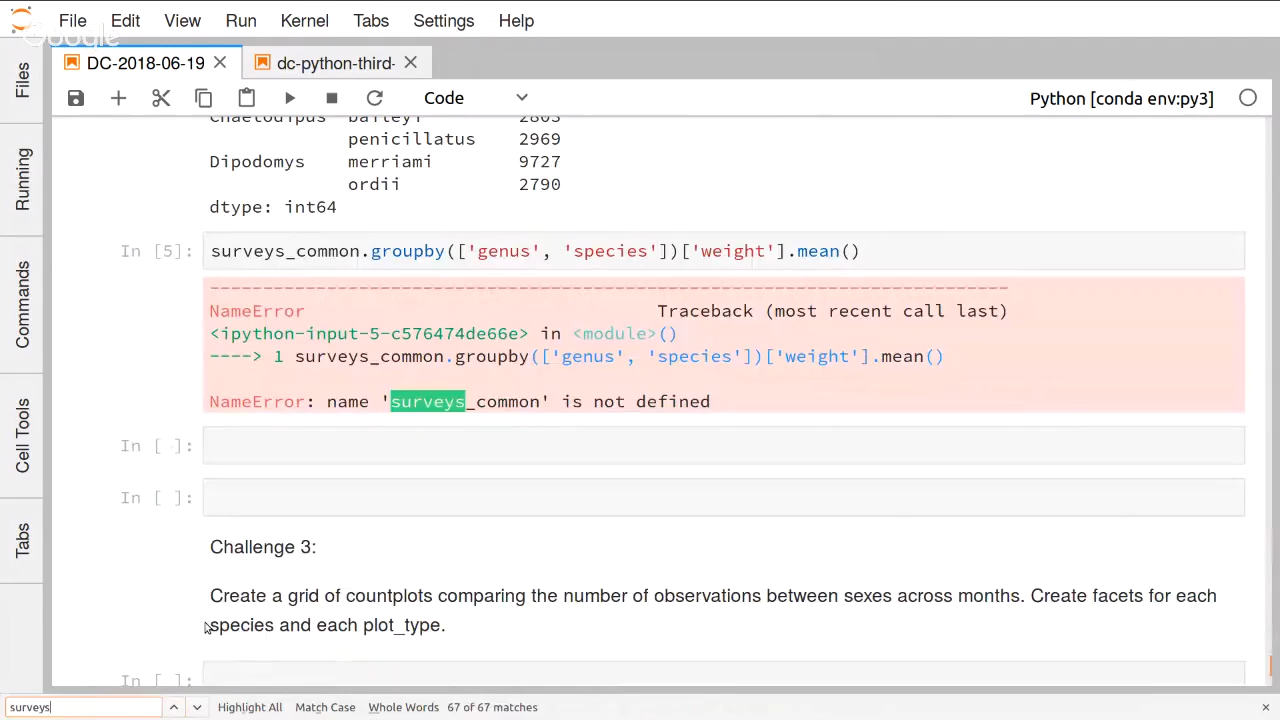 File Edit View Run Kernel Tabs Settings Help
Google
DC-2018-06-19 dc-python-third-
Code Python [conda env:py3]
Files
Running
Commands
Cell Tools
Tabs
Chaetodipus baileyi 2803
penicillatus 2969
Dipodomys merriami 9727
ordii 2790
dtype: int64
In [5]: surveys_common.groupby(['genus', 'species'])['weight'].mean()
---------------------------------------------------------------------------
NameError Traceback (most recent call last)
<ipython-input-5-c576474de66e> in <module>()
----> 1 surveys_common.groupby(['genus', 'species'])['weight'].mean()
NameError: name 'surveys_common' is not defined
In [ ]:
In [ ]:
Challenge 3:
Create a grid of countplots comparing the number of observations between sexes across months. Create facets for each
species and each plot_type.
In [ ]:
surveys Highlight All Match Case Whole Words 67 of 67 matches